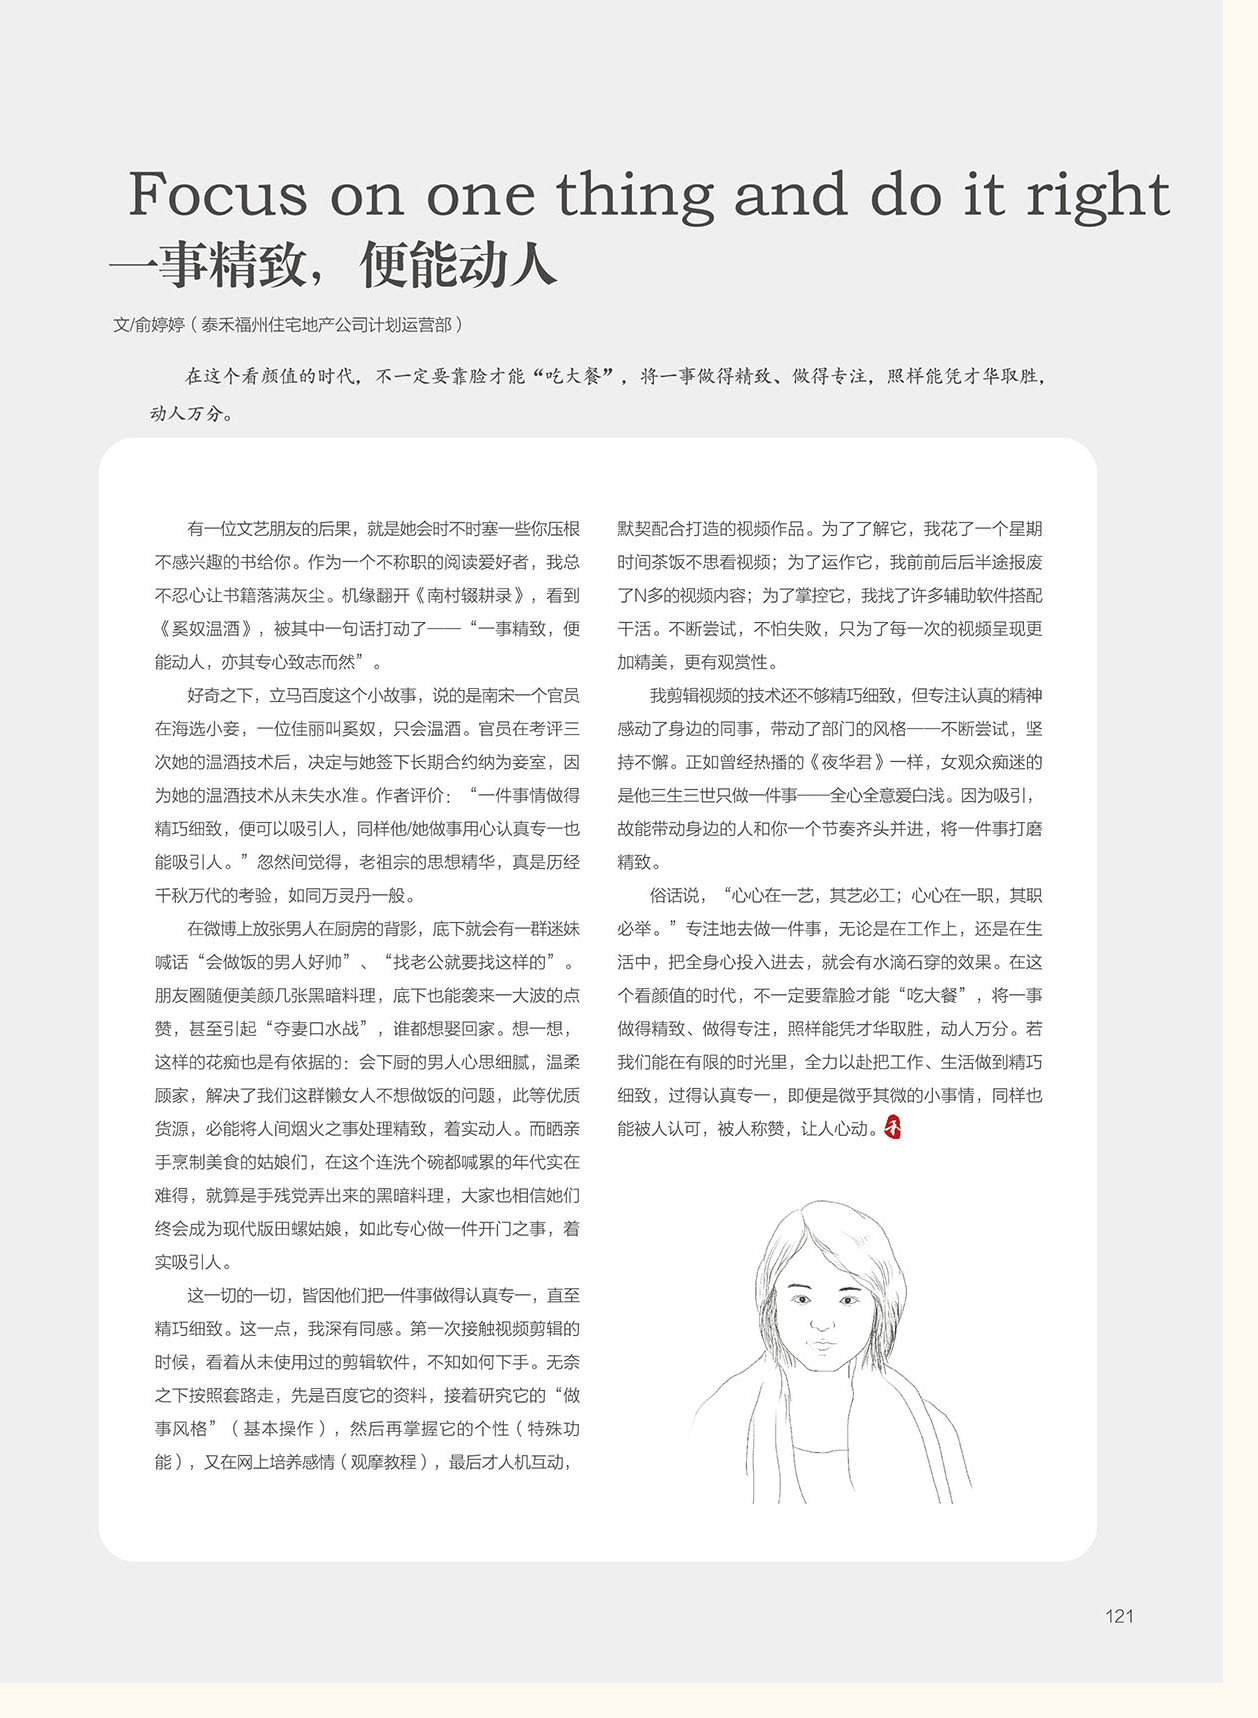 Focus on one thing and do it right
一事精致，便能动人
文/俞婷婷（泰禾福州住宅地产公司计划运营部）
在这个看颜值的时代，不一定要靠脸才能“吃大餐”，将一事做得精致、做得专注，照样能凭才华取胜，
动人万分。
有一位文艺朋友的后果，就是她会时不时塞一些你压根
不感兴趣的书给你。作为一个不称职的阅读爱好者，我总
不忍心让书籍落满灰尘。机缘翻开《南村辍耕录》，看到
《奚奴温酒》，被其中一句话打动了——“一事精致，便
能动人，亦其专心致志而然”。
好奇之下，立马百度这个小故事，说的是南宋一个官员
在海选小妾，一位佳丽叫奚奴，只会温酒。官员在考评三
次她的温酒技术后，决定与她签下长期合约纳为妾室，因
为她的温酒技术从未失水准。作者评价：“一件事情做得
精巧细致，便可以吸引人，同样他/她做事用心认真专一也
能吸引人。”忽然间觉得，老祖宗的思想精华，真是历经
千秋万代的考验，如同万灵丹一般。
在微博上放张男人在厨房的背影，底下就会有一群迷妹
喊话“会做饭的男人好帅”、“找老公就要找这样的”。
朋友圈随便美颜几张黑暗料理，底下也能袭来一大波的点
赞，甚至引起“夺妻口水战”，谁都想娶回家。想一想，
这样的花痴也是有依据的：会下厨的男人心思细腻，温柔
顾家，解决了我们这群懒女人不想做饭的问题，此等优质
货源，必能将人间烟火之事处理精致，着实动人。而晒亲
手烹制美食的姑娘们，在这个连洗个碗都喊累的年代实在
难得，就算是手残党弄出来的黑暗料理，大家也相信她们
终会成为现代版田螺姑娘，如此专心做一件开门之事，着
实吸引人。
这一切的一切，皆因他们把一件事做得认真专一，直至
精巧细致。这一点，我深有同感。第一次接触视频剪辑的
时候，看着从未使用过的剪辑软件，不知如何下手。无奈
之下按照套路走，先是百度它的资料，接着研究它的“做
事风格”（基本操作），然后再掌握它的个性（特殊功
能），又在网上培养感情（观摩教程），最后才人机互动，
默契配合打造的视频作品。为了了解它，我花了一个星期
时间茶饭不思看视频；为了运作它，我前前后后半途报废
了N多的视频内容；为了掌控它，我找了许多辅助软件搭配
干活。不断尝试，不怕失败，只为了每一次的视频呈现更
加精美，更有观赏性。
我剪辑视频的技术还不够精巧细致，但专注认真的精神
感动了身边的同事，带动了部门的风格——不断尝试，坚
持不懈。正如曾经热播的《夜华君》一样，女观众痴迷的
是他三生三世只做一件事——全心全意爱白浅。因为吸引，
故能带动身边的人和你一个节奏齐头并进，将一件事打磨
精致。
俗话说，“心心在一艺，其艺必工；心心在一职，其职
必举。”专注地去做一件事，无论是在工作上，还是在生
活中，把全身心投入进去，就会有水滴石穿的效果。在这
个看颜值的时代，不一定要靠脸才能“吃大餐”，将一事
做得精致、做得专注，照样能凭才华取胜，动人万分。若
我们能在有限的时光里，全力以赴把工作、生活做到精巧
细致，过得认真专一，即便是微乎其微的小事情，同样也
能被人认可，被人称赞，让人心动。禾
121